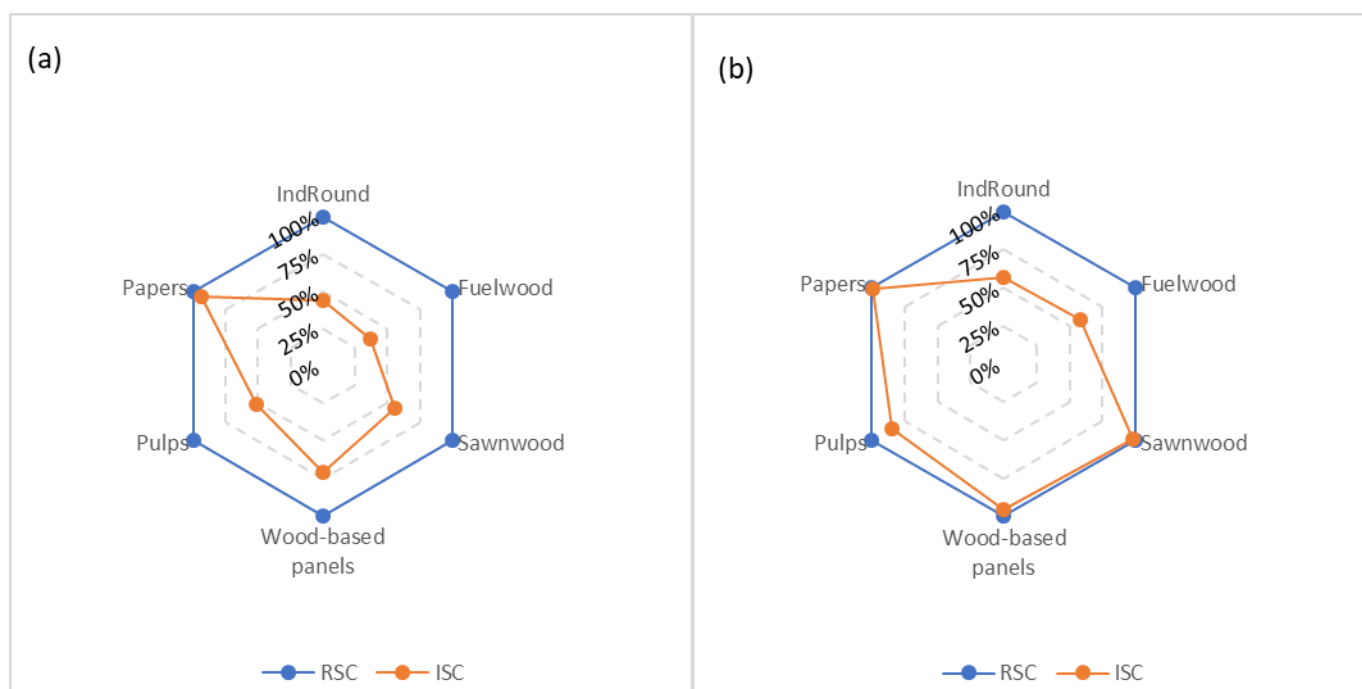 (a)
IndRound
100%
75%
50%
25%
0%
Papers
Fuelwood
Pulps
Sawnwood
Wood-based
panels
RSC
ISC
(b)
IndRound
100%
75%
50%
25%
0%
Papers
Fuelwood
Pulps
Sawnwood
Wood-based
panels
RSC
ISC